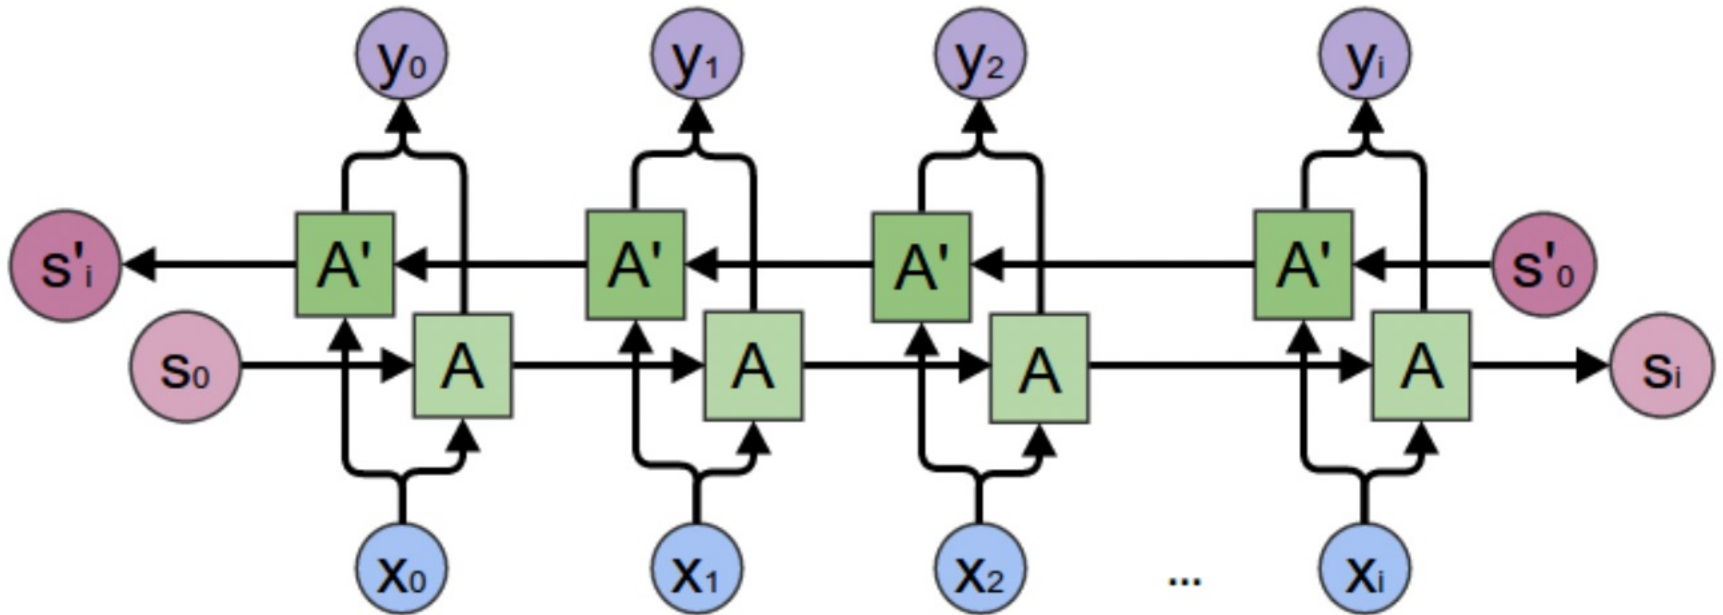 y₀ y₁ y₂ yᵢ
s'ᵢ A' A' A' A' s'₀
s₀ A A A A sᵢ
x₀ x₁ x₂ ... xᵢ